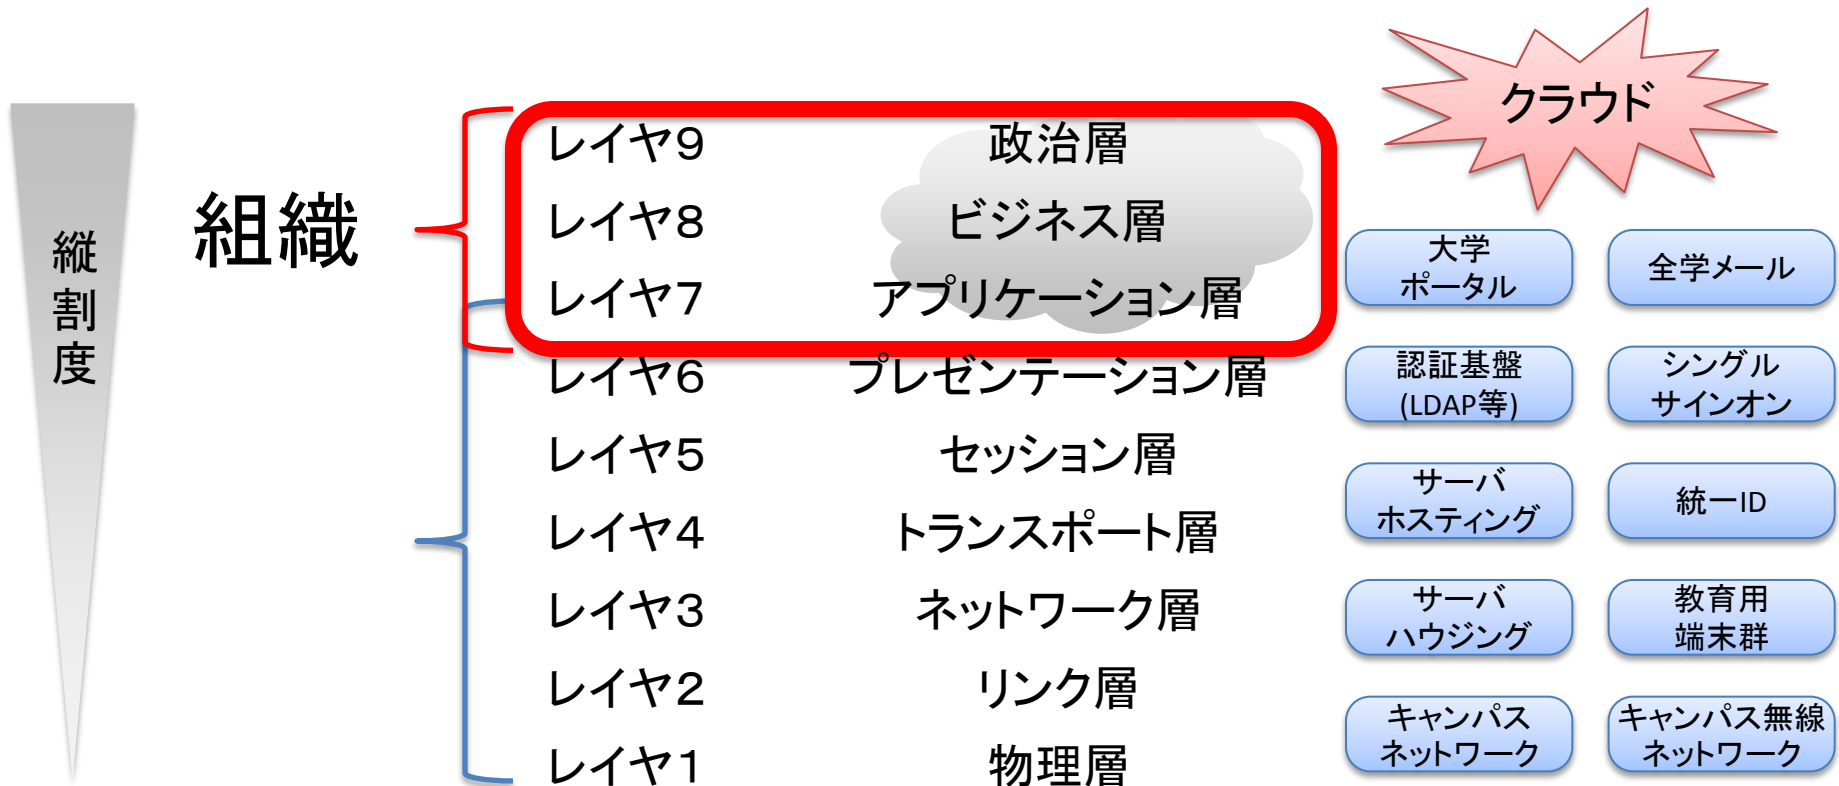 縦割度
組織
レイヤ9 政治層
レイヤ8 ビジネス層
レイヤ7 アプリケーション層
レイヤ6 プレゼンテーション層
レイヤ5 セッション層
レイヤ4 トランスポート層
レイヤ3 ネットワーク層
レイヤ2 リンク層
レイヤ1 物理層
クラウド
大学
ポータル
全学メール
認証基盤
(LDAP等)
シングル
サインオン
サーバ
ホスティング
統一ID
サーバ
ハウジング
教育用
端末群
キャンパス
ネットワーク
キャンパス無線
ネットワーク